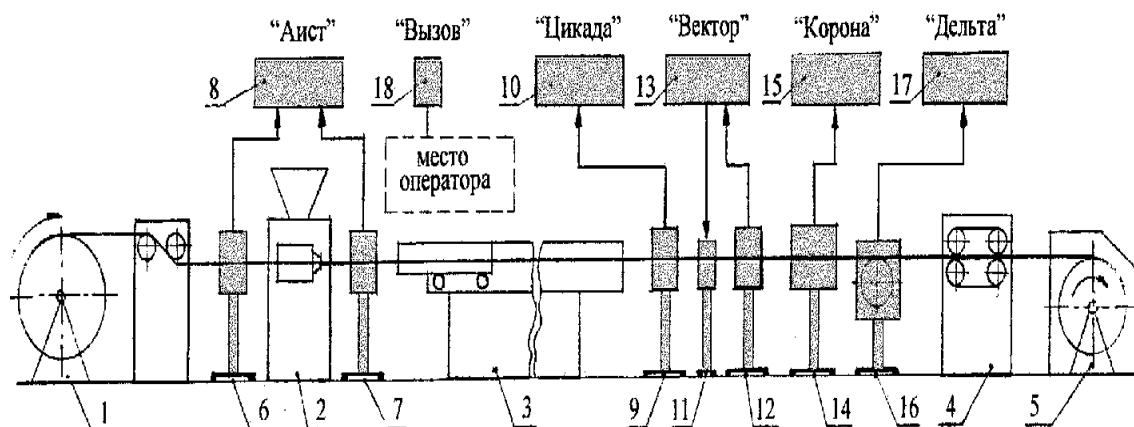 “Аист” “Вызов” “Цикада” “Вектор” “Корона” “Дельта”
8 18 10 13 15 17
место
оператора
1 6 2 7 3 9 11 12 14 16 4 5